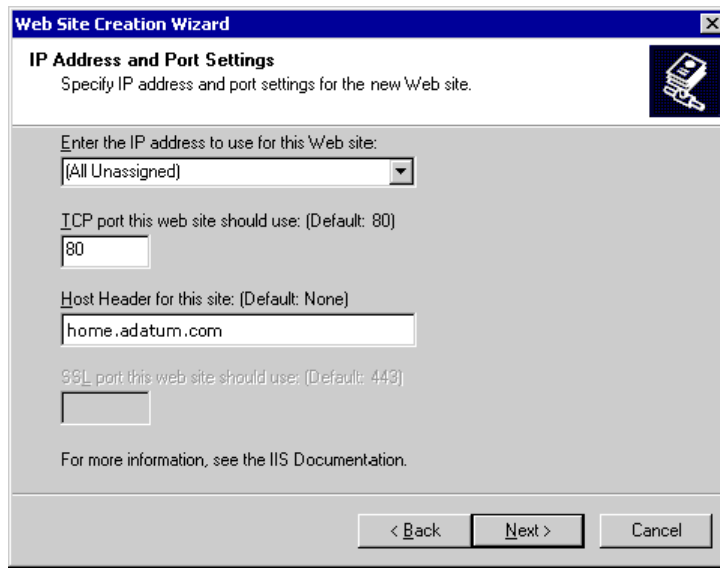 Web Site Creation Wizard
IP Address and Port Settings
Specify IP address and port settings for the new Web site.
Enter the IP address to use for this Web site:
(All Unassigned)
TCP port this web site should use: (Default: 80)
80
Host Header for this site: (Default: None)
home.adatum.com
SSL port this web site should use: (Default: 443)
For more information, see the IIS Documentation.
< Back Next > Cancel